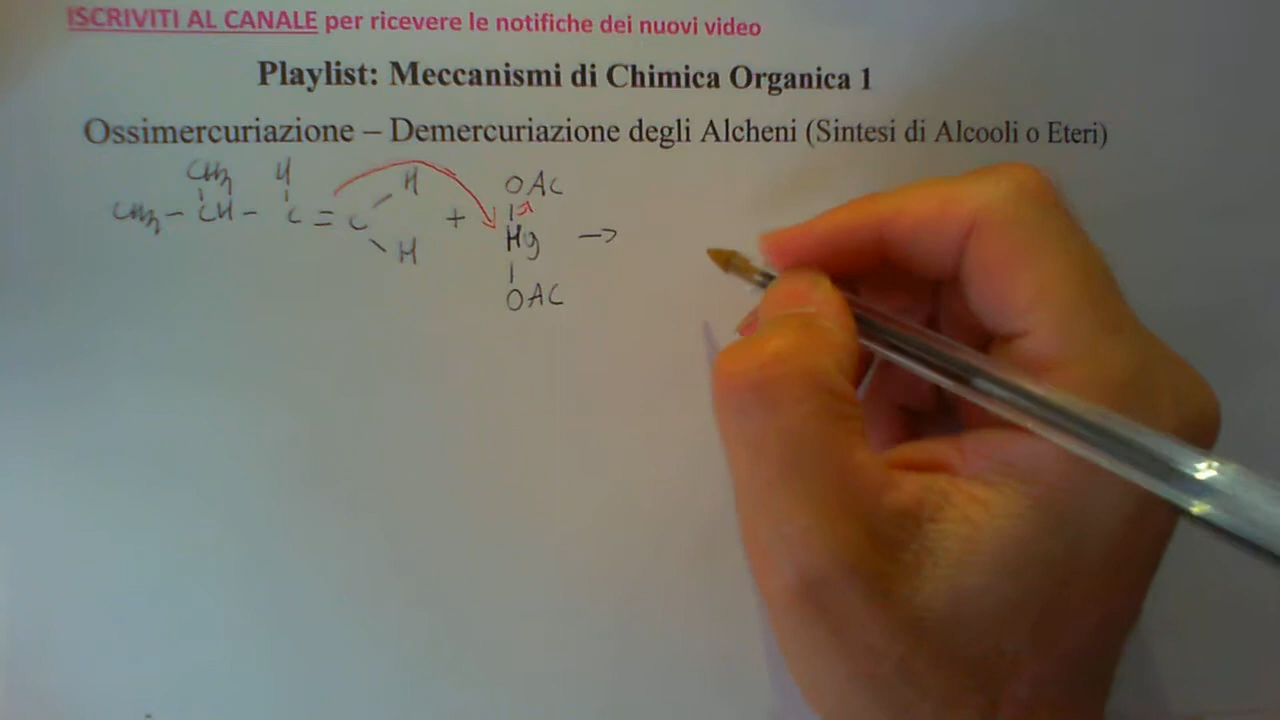 ISCRIVITI AL CANALE per ricevere le notifiche dei nuovi video
Playlist: Meccanismi di Chimica Organica 1
Ossimercuriazione – Demercuriazione degli Alcheni (Sintesi di Alcooli o Eteri)
CH3 H H OAC
CH3 – CH – C = C + Hg →
H
OAC